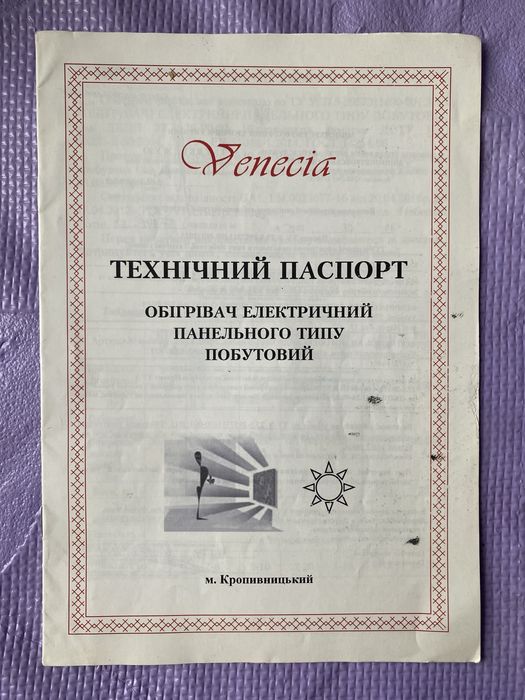 Venecia
ТЕХНІЧНИЙ ПАСПОРТ
ОБІГРІВАЧ ЕЛЕКТРИЧНИЙ
ПАНЕЛЬНОГО ТИПУ
ПОБУТОВИЙ
м. Кропивницький